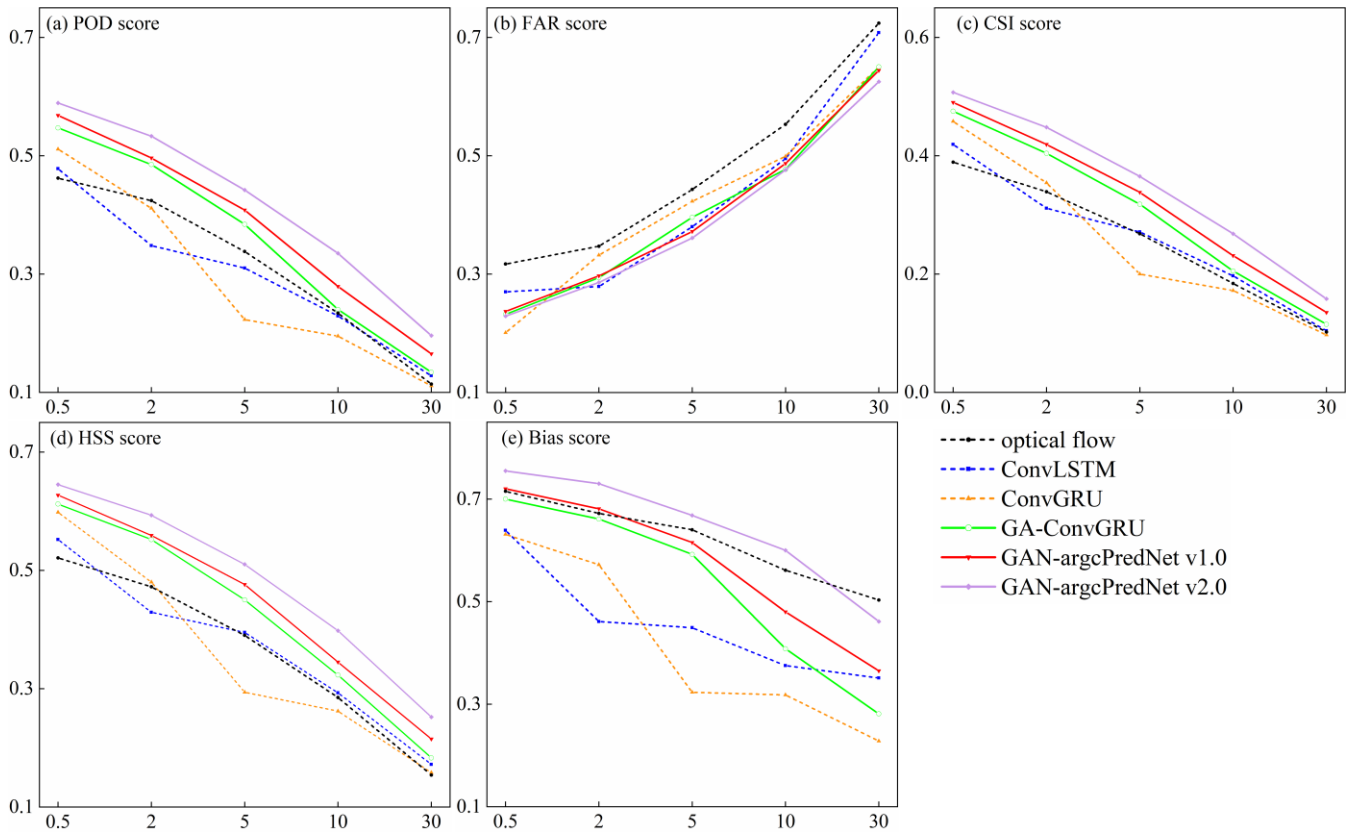 (a) POD score
0.7
0.5
0.3
0.1
0.5 2 5 10 30
(b) FAR score
0.7
0.5
0.3
0.1
0.5 2 5 10 30
(c) CSI score
0.6
0.4
0.2
0.0
0.5 2 5 10 30
(d) HSS score
0.7
0.5
0.3
0.1
0.5 2 5 10 30
(e) Bias score
0.7
0.5
0.3
0.1
0.5 2 5 10 30
optical flow
ConvLSTM
ConvGRU
GA-ConvGRU
GAN-argcPredNet v1.0
GAN-argcPredNet v2.0